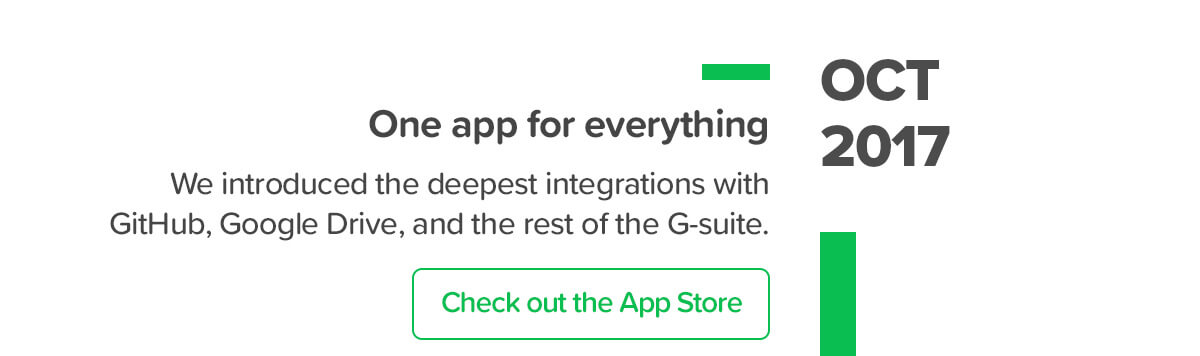 One app for everything
We introduced the deepest integrations with
GitHub, Google Drive, and the rest of the G-suite.
Check out the App Store
OCT
2017